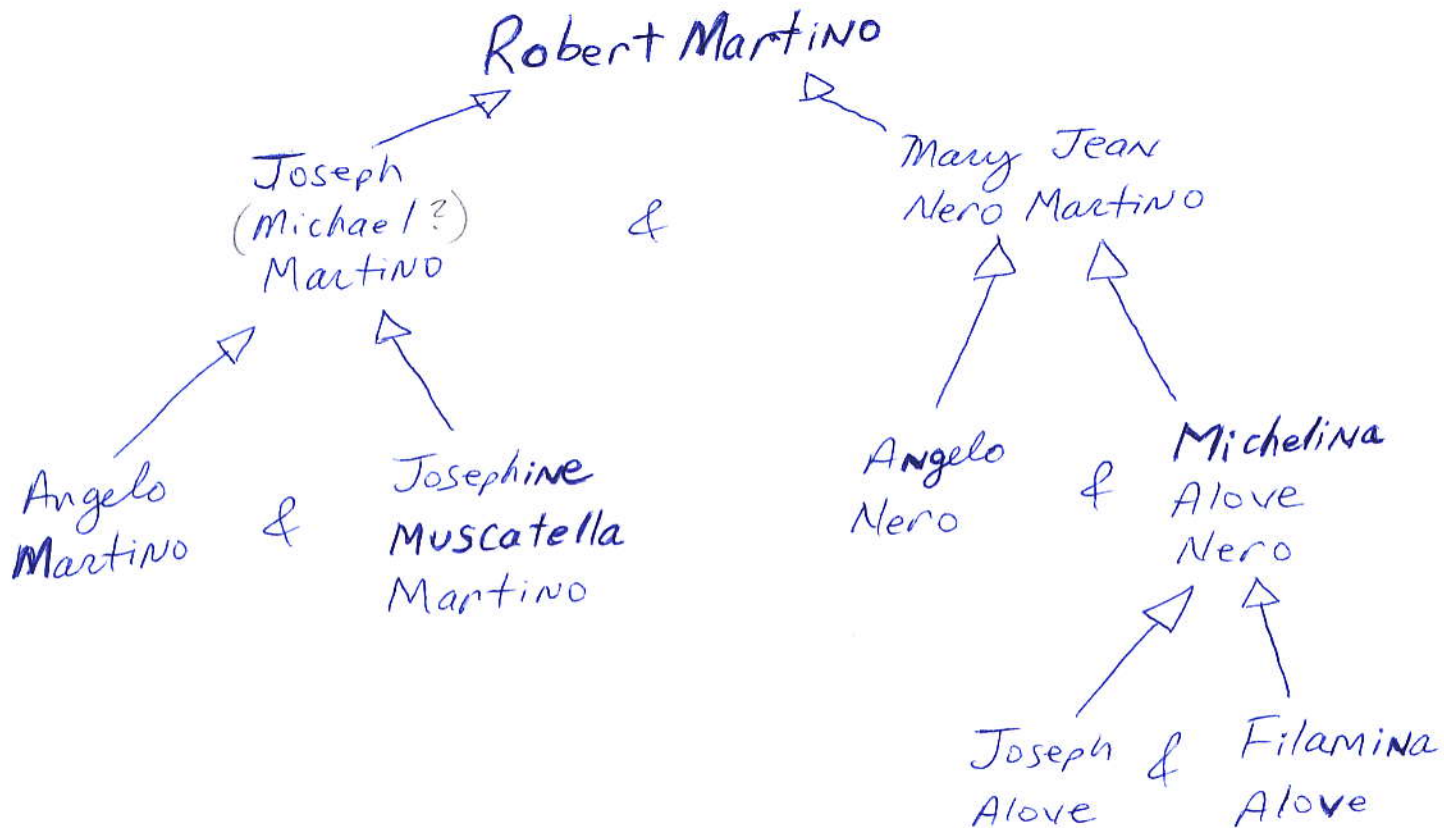 Robert Martino
Joseph
(Michael?)
Martino
&
Mary Jean
Nero Martino
Angelo
Martino
&
Josephine
Muscatella
Martino
Angelo
Nero
&
Michelina
Alove
Nero
Joseph
Alove
&
Filamina
Alove